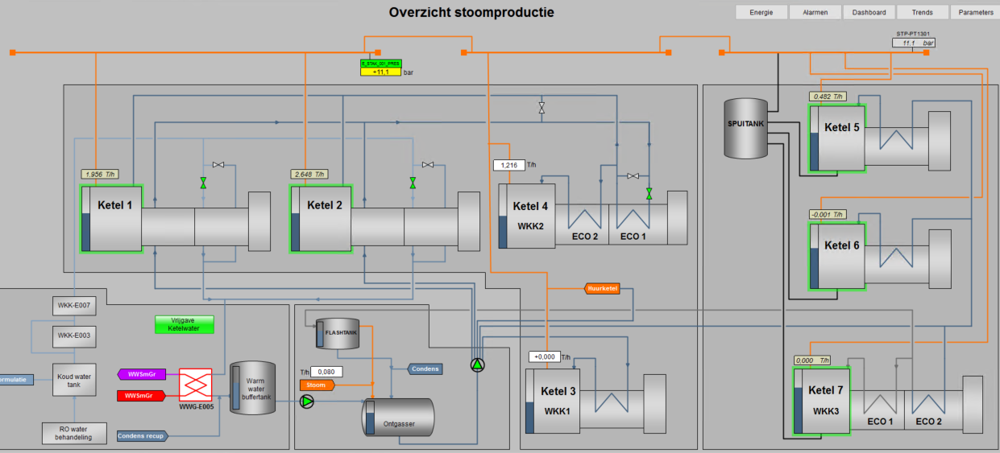 Overzicht stoomproductie
Energie
Alarmen
Dashboard
Trends
Parameters
STP-PT1301
11,1 bar
E_STAK_001_PRES
+11,1 bar
0.482 T/h
SPUITANK
Ketel 5
1,956 T/h
2.648 T/h
1,216 T/h
Ketel 1
Ketel 2
Ketel 4
WKK2
ECO 2
ECO 1
-0,001 T/h
Ketel 6
Huurketel
WKK-E007
WKK-E003
Vrijgave
Ketelwater
FLASHTANK
+0,000 T/h
0,000 T/h
Koud water
tank
ermulatie
WWSmGr
WWSmGr
WWG-E005
Warm
water
buffertank
T/h 0,080
Stoom
Condens
Ontgasser
Ketel 3
WKK1
Ketel 7
WKK3
ECO 1
ECO 2
RO water
behandeling
Condens recup